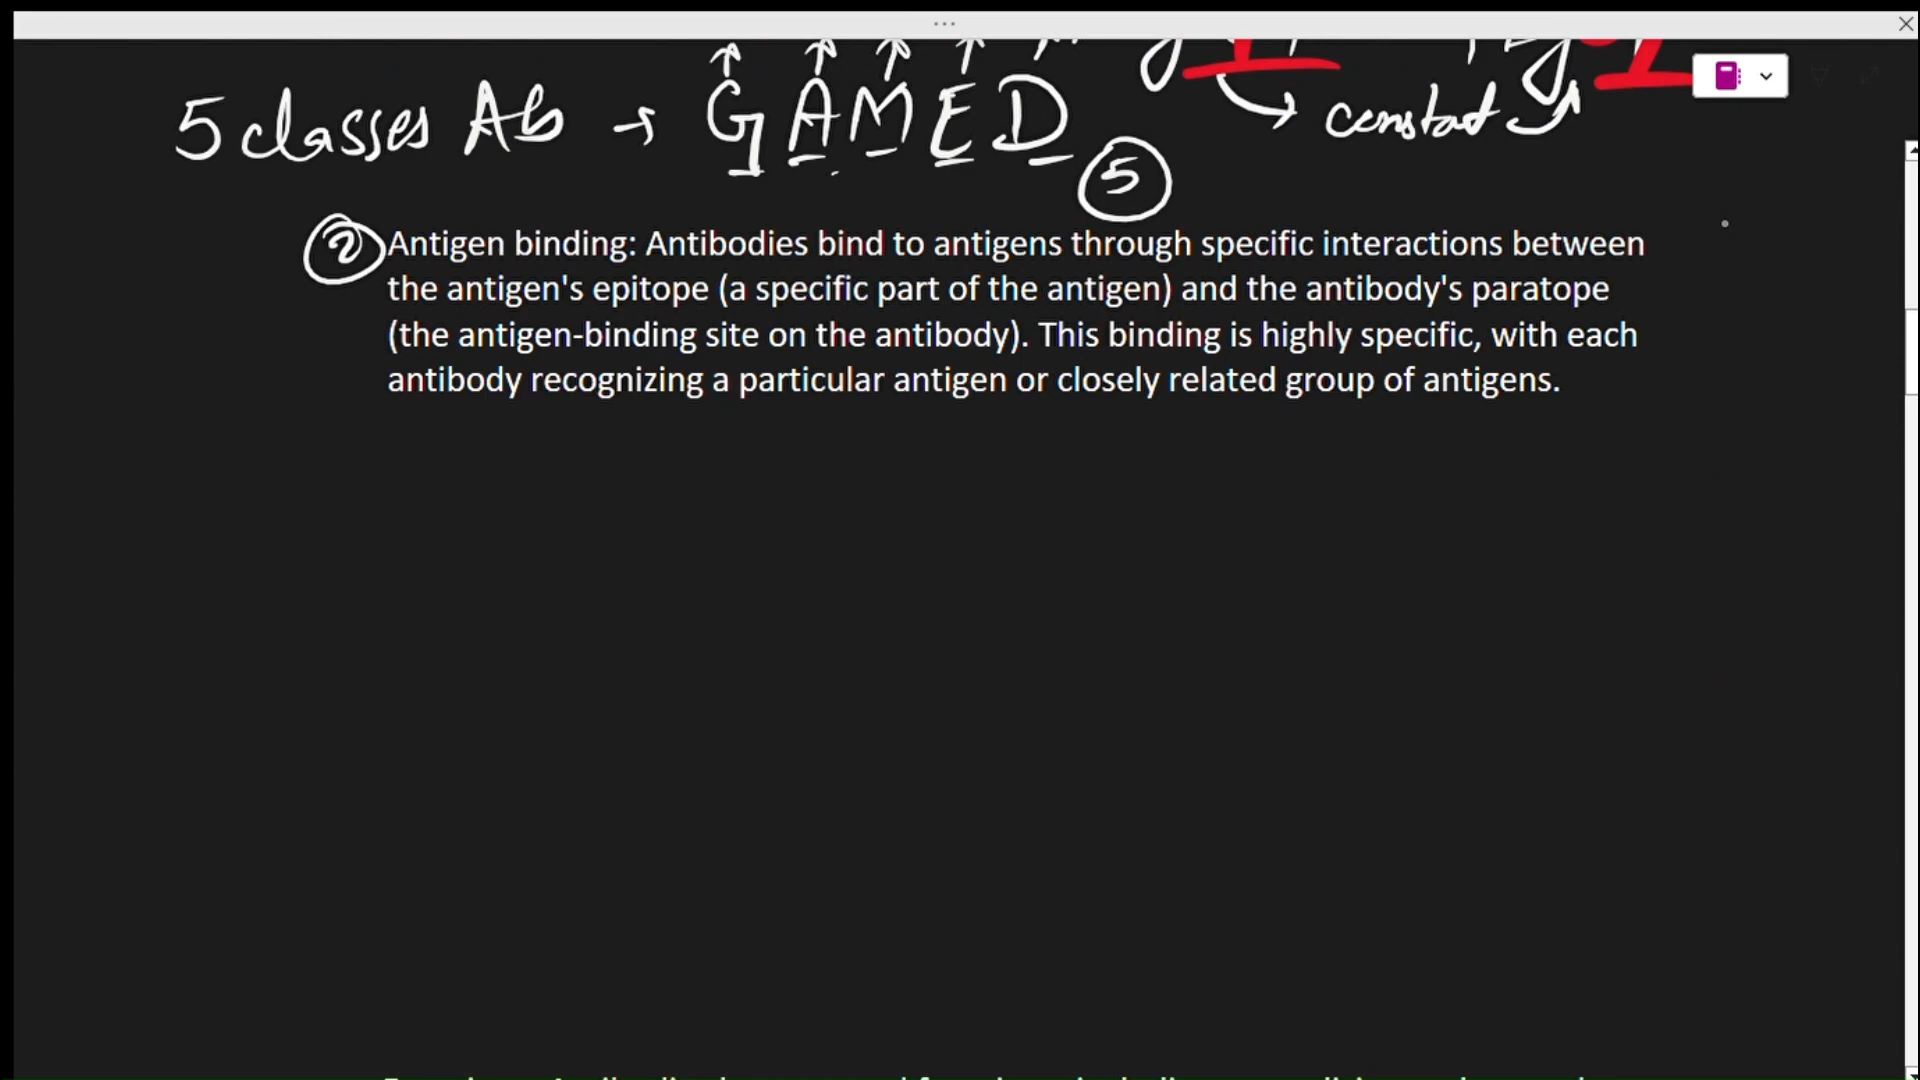 5 classes Ab → G A M E D
constat
5
2
Antigen binding: Antibodies bind to antigens through specific interactions between
the antigen's epitope (a specific part of the antigen) and the antibody's paratope
(the antigen-binding site on the antibody). This binding is highly specific, with each
antibody recognizing a particular antigen or closely related group of antigens.